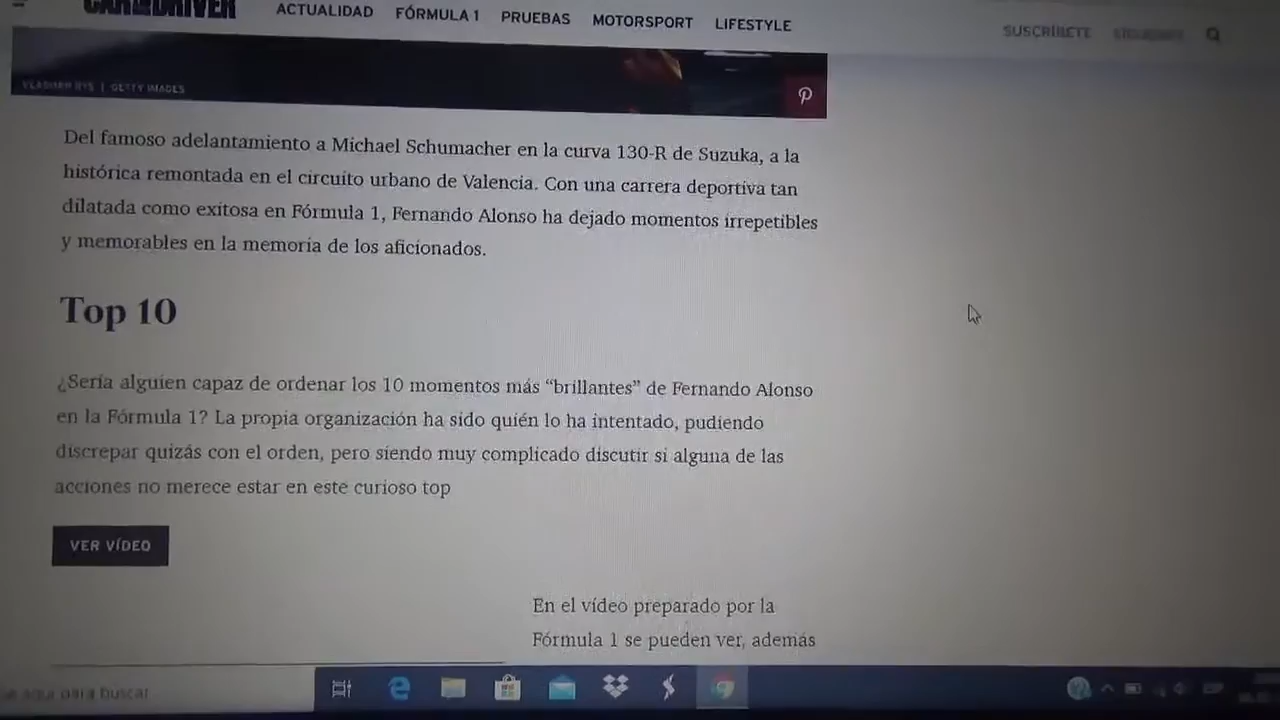 CAR AND DRIVER
ACTUALIDAD FÓRMULA 1 PRUEBAS MOTORSPORT LIFESTYLE
SUSCRÍBETE
VLADIMIR RYS | GETTY IMAGES
Del famoso adelantamiento a Michael Schumacher en la curva 130-R de Suzuka, a la
histórica remontada en el circuito urbano de Valencia. Con una carrera deportiva tan
dilatada como exitosa en Fórmula 1, Fernando Alonso ha dejado momentos irrepetibles
y memorables en la memoria de los aficionados.
Top 10
¿Sería alguien capaz de ordenar los 10 momentos más “brillantes” de Fernando Alonso
en la Fórmula 1? La propia organización ha sido quién lo ha intentado, pudiendo
discrepar quizás con el orden, pero siendo muy complicado discutir si alguna de las
acciones no merece estar en este curioso top
VER VÍDEO
En el vídeo preparado por la
Fórmula 1 se pueden ver, además
aquí para buscar